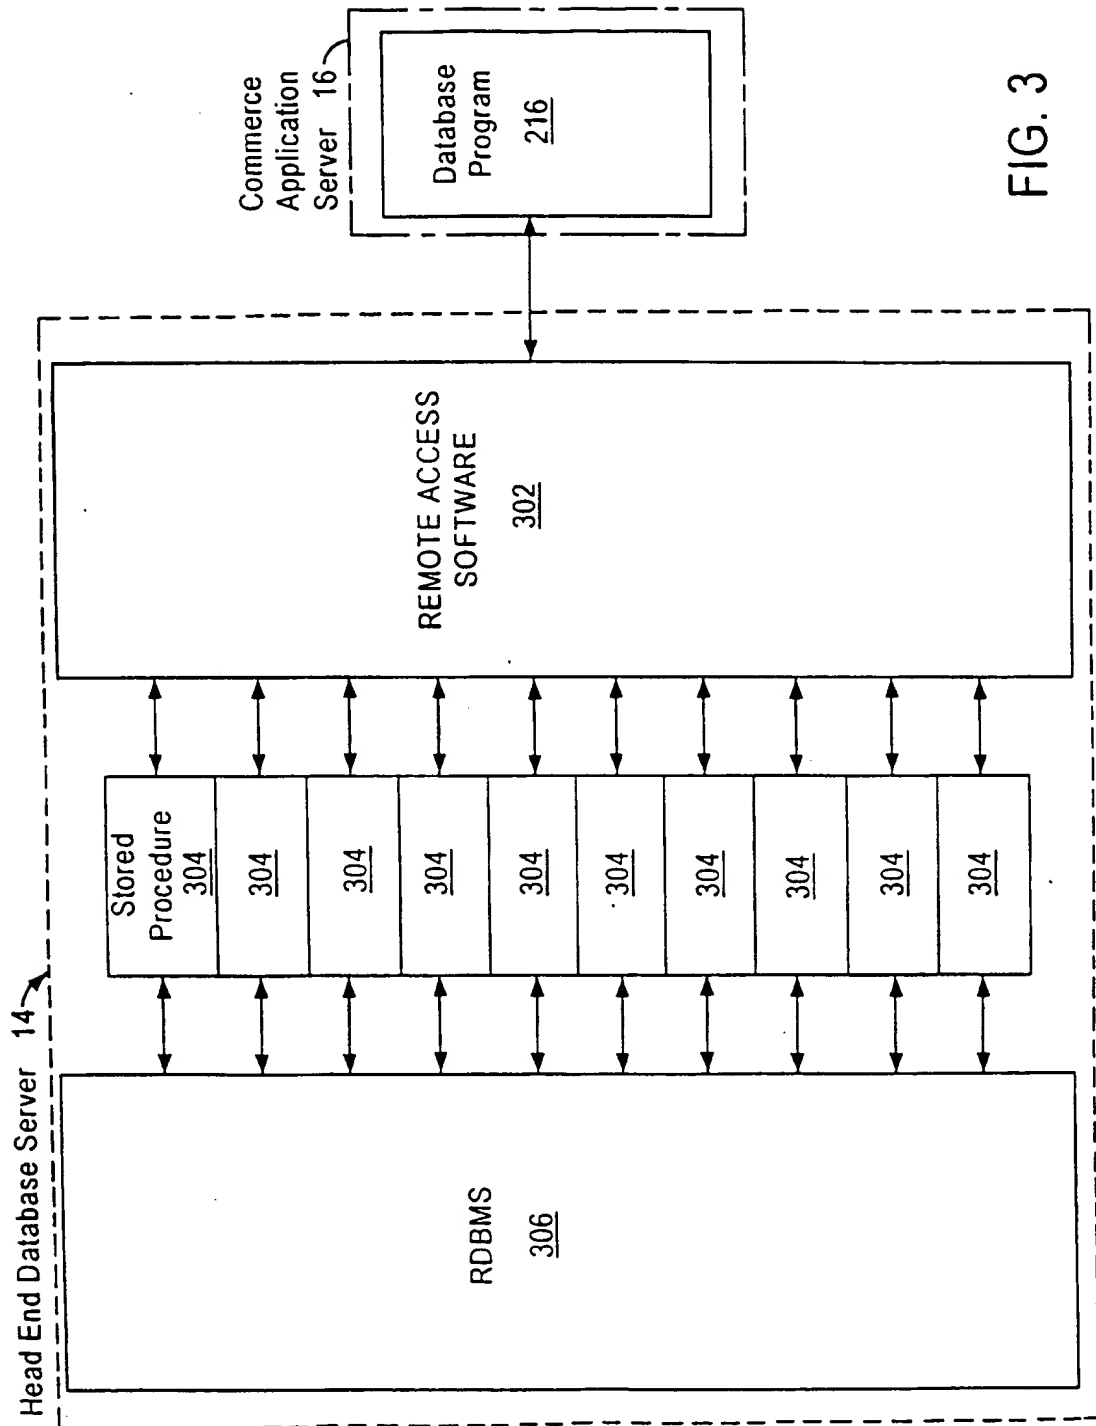 Head End Database Server 14
RDBMS
306
Stored
Procedure
304
304
304
304
304
304
304
304
304
304
REMOTE ACCESS
SOFTWARE
302
Commerce
Application
Server 16
Database
Program
216
FIG. 3